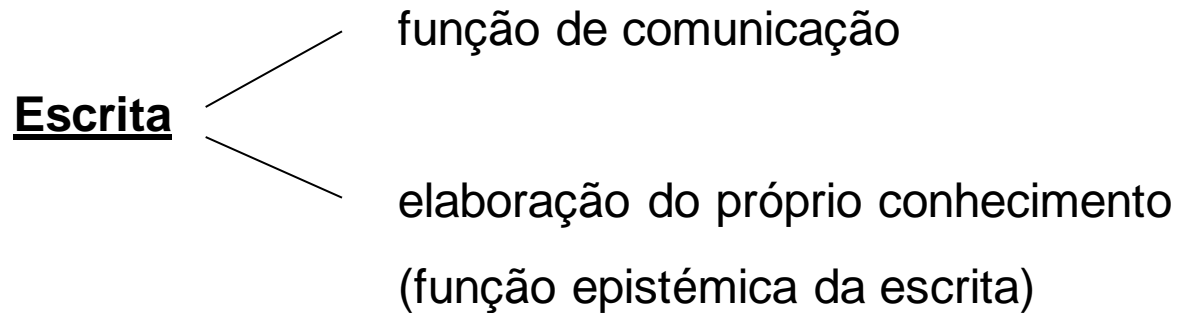 função de comunicação
Escrita
elaboração do próprio conhecimento
(função epistémica da escrita)